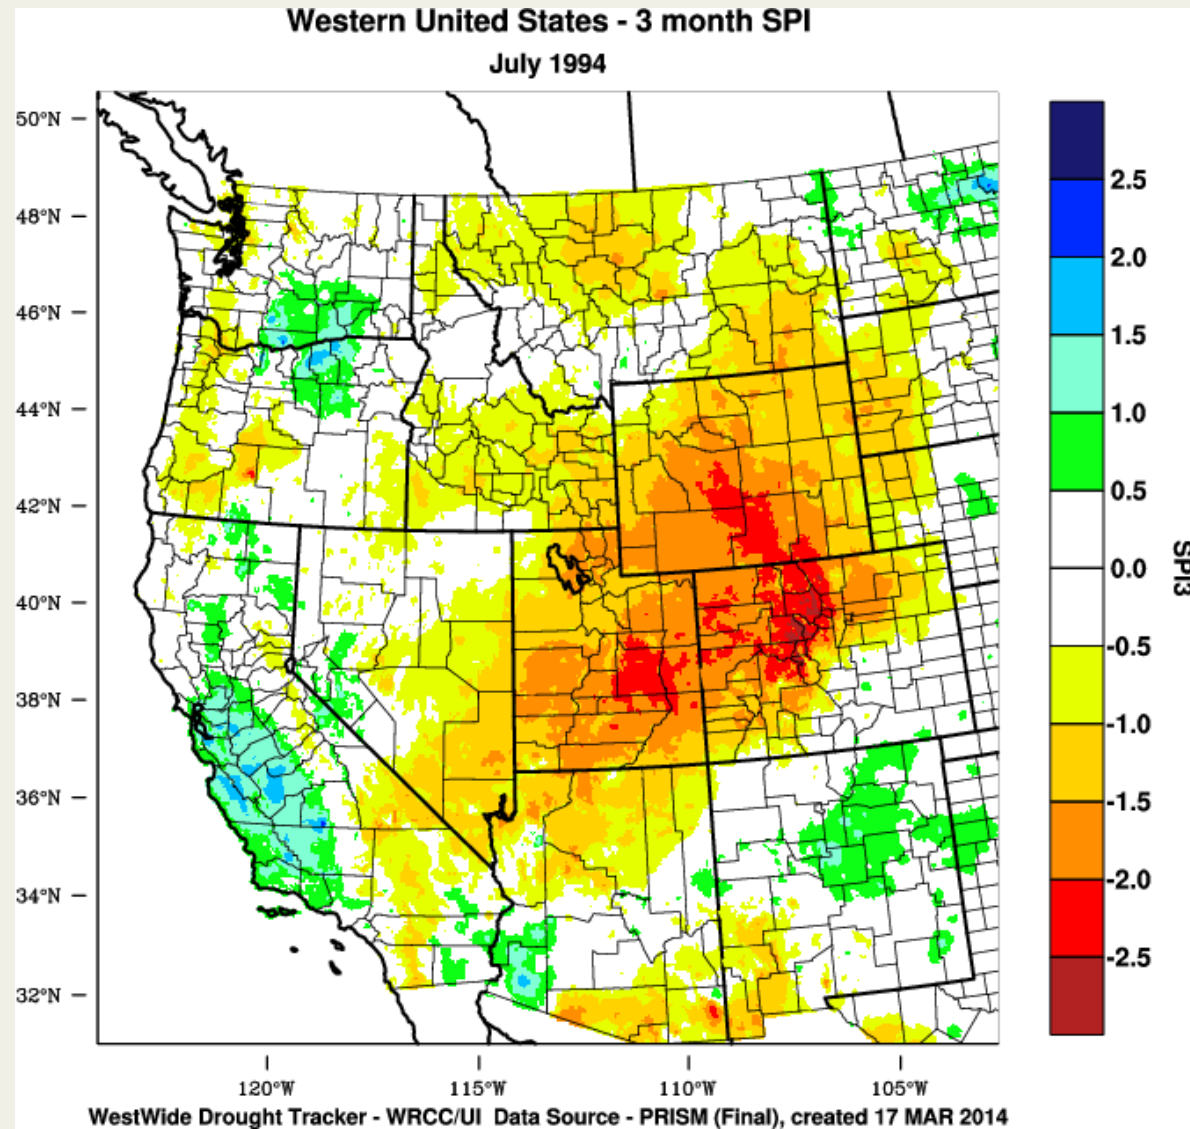 Western United States - 3 month SPI
July 1994
50°N
48°N
46°N
44°N
42°N
40°N
38°N
36°N
34°N
32°N
120°W
115°W
110°W
105°W
2.5
2.0
1.5
1.0
0.5
0.0
-0.5
-1.0
-1.5
-2.0
-2.5
SPI3
WestWide Drought Tracker - WRCC/UI Data Source - PRISM (Final), created 17 MAR 2014